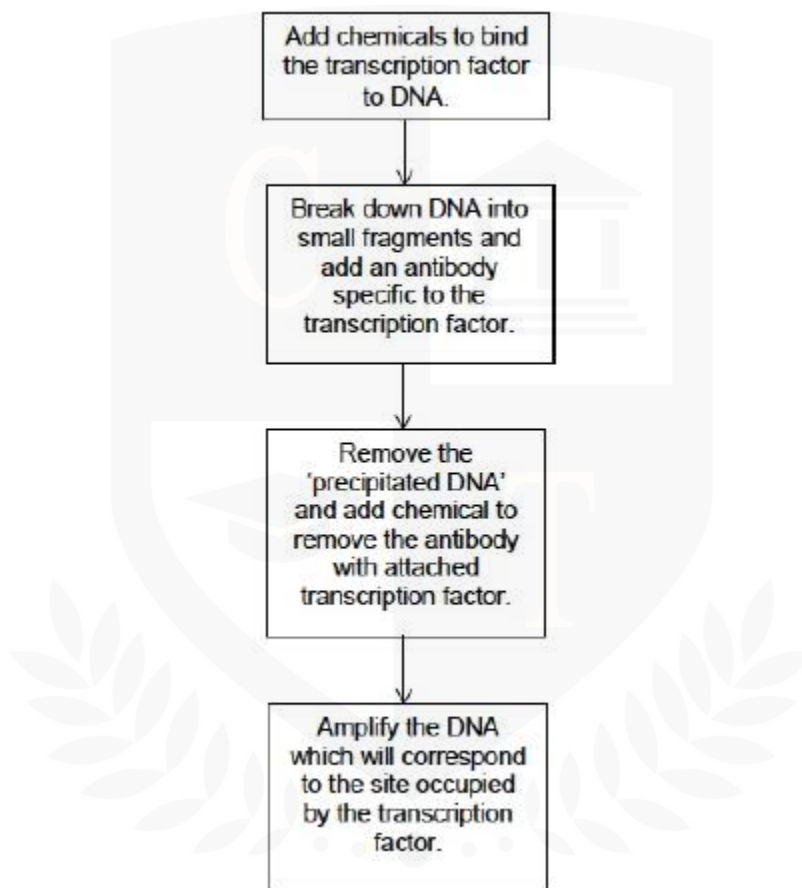 Add chemicals to bind
the transcription factor
to DNA.
Break down DNA into
small fragments and
add an antibody
specific to the
transcription factor.
Remove the
'precipitated DNA'
and add chemical to
remove the antibody
with attached
transcription factor.
Amplify the DNA
which will correspond
to the site occupied
by the transcription
factor.
C
T